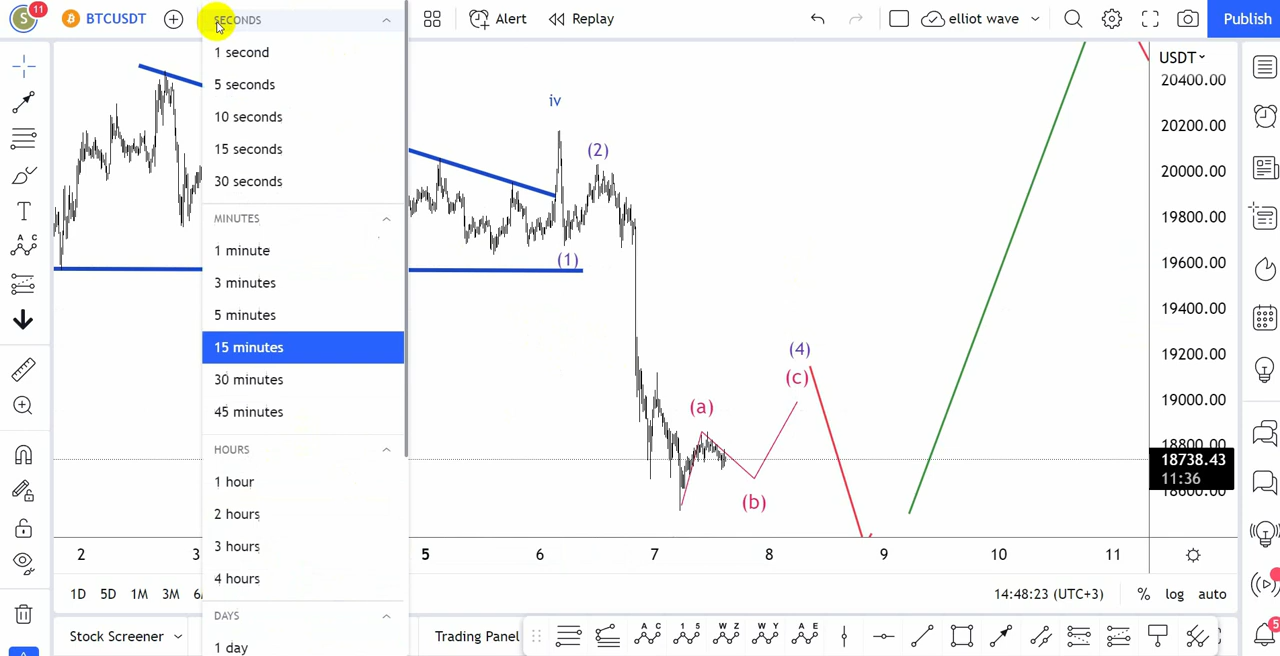 S
11
BTCUSDT
Alert
Replay
elliot wave
Publish
SECONDS
1 second
5 seconds
10 seconds
15 seconds
30 seconds
MINUTES
1 minute
3 minutes
5 minutes
15 minutes
30 minutes
45 minutes
HOURS
1 hour
2 hours
3 hours
4 hours
DAYS
1 day
iv
(2)
(1)
(4)
(c)
(a)
(b)
USDT
20400.00
20200.00
20000.00
19800.00
19600.00
19400.00
19200.00
19000.00
18800.00
18738.43
11:36
18600.00
2 3 5 6 7 8 9 10 11
1D 5D 1M 3M 6
14:48:23 (UTC+3) % log auto
Stock Screener
Trading Panel
A C
1 5
W Z
W Y
A E
T
A C
5